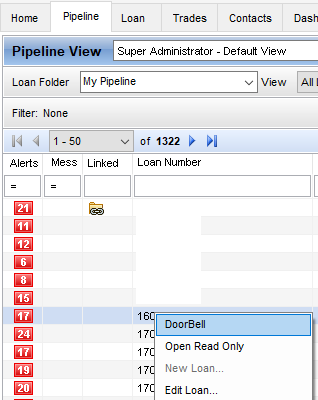 Home Pipeline Loan Trades Contacts Dash
Pipeline View Super Administrator - Default View
Loan Folder My Pipeline View All
Filter: None
1 - 50 of 1322
Alerts Mess Linked Loan Number
= =
21
11
12
6
8
15
17 160
24 170
17 170
19 170
20 170
DoorBell
Open Read Only
New Loan...
Edit Loan...